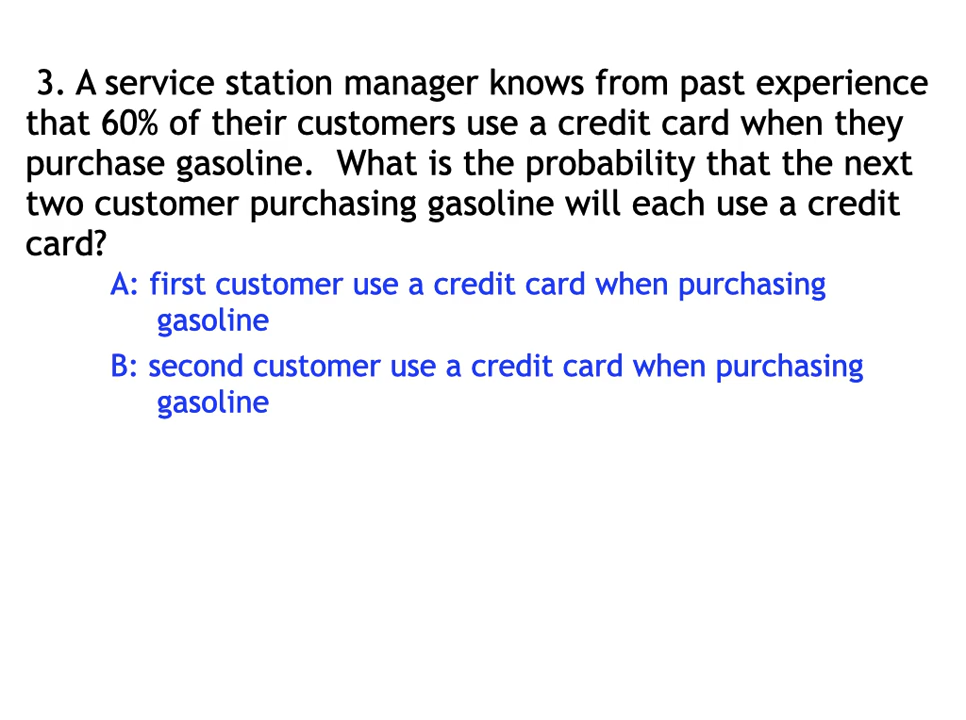 3. A service station manager knows from past experience
that 60% of their customers use a credit card when they
purchase gasoline.  What is the probability that the next
two customer purchasing gasoline will each use a credit
card?
A: first customer use a credit card when purchasing
gasoline
B: second customer use a credit card when purchasing
gasoline